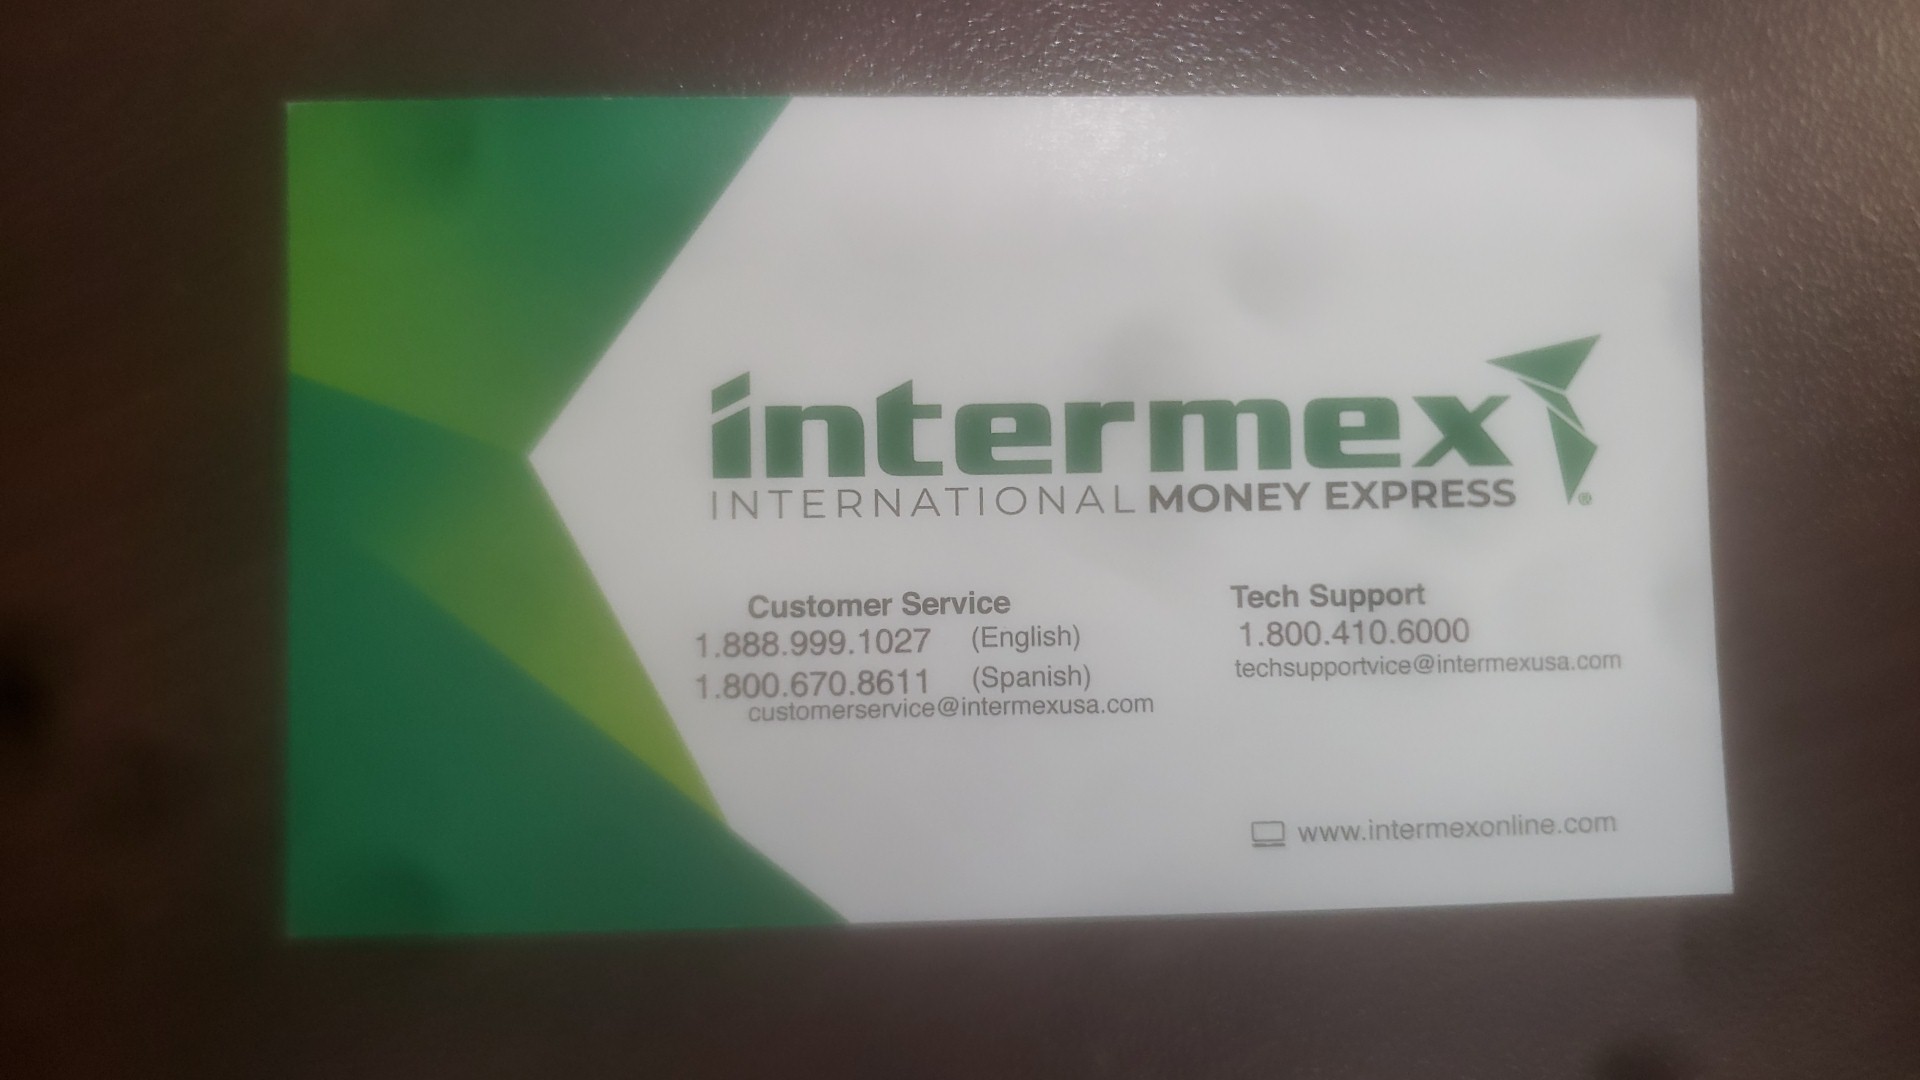 intermex®
INTERNATIONAL MONEY EXPRESS
Customer Service
1.888.999.1027 (English)
1.800.670.8611 (Spanish)
customerservice@intermexusa.com
Tech Support
1.800.410.6000
techsupportvice@intermexusa.com
www.intermexonline.com